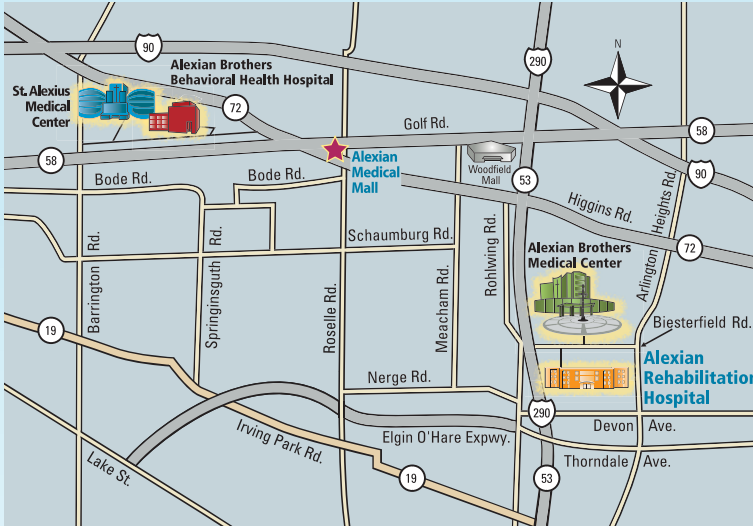 90
290
N
Alexian Brothers
Behavioral Health Hospital
St. Alexius
Medical
Center
72
Golf Rd.
58
58
Alexian
Medical
Mall
Woodfield
Mall
90
Bode Rd.
Bode Rd.
53
Higgins Rd.
Arlington Heights Rd.
72
Schaumburg Rd.
Alexian Brothers
Medical Center
Barrington Rd.
Springinsguth Rd.
Roselle Rd.
Meacham Rd.
Rohlwing Rd.
Biesterfield Rd.
19
Alexian
Rehabilitation
Hospital
Nerge Rd.
290
Devon Ave.
Irving Park Rd.
Elgin O'Hare Expwy.
Lake St.
Thorndale Ave.
19
53